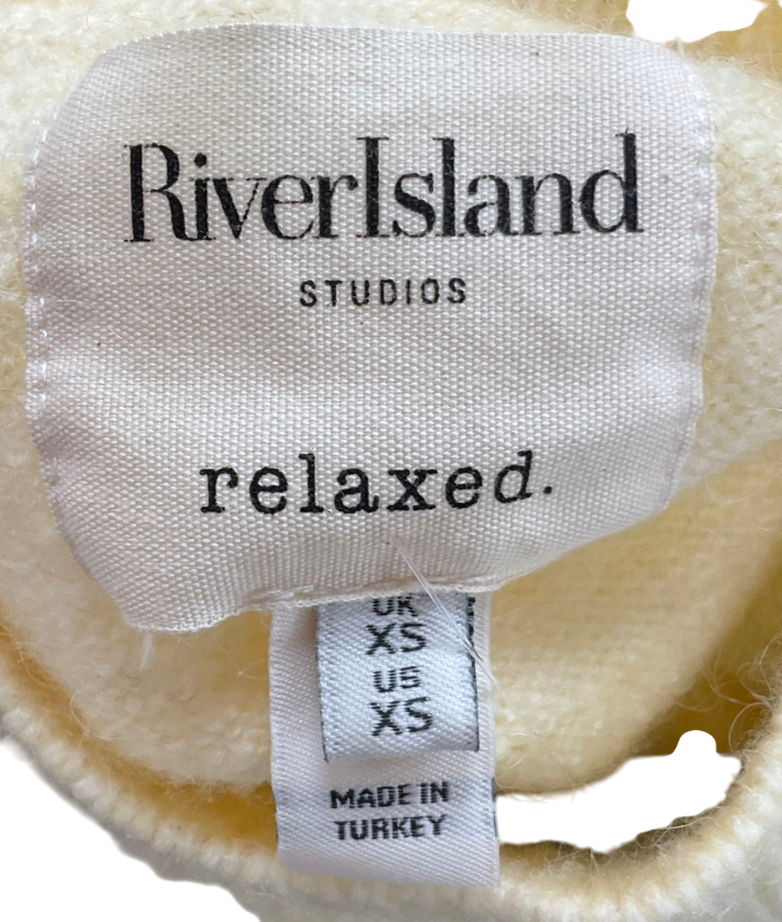 RiverIsland
STUDIOS
relaxed.
UK
XS
US
XS
MADE IN
TURKEY